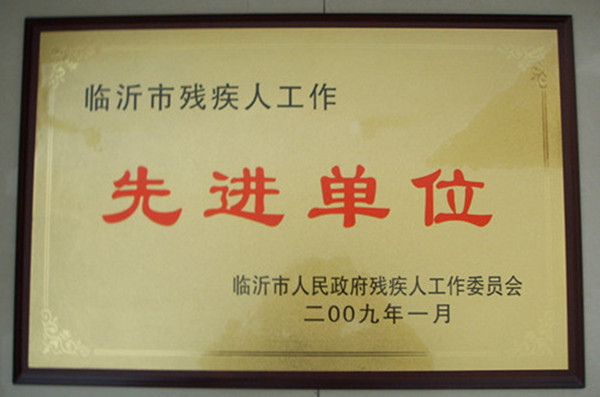 临沂市残疾人工作
先进单位
临沂市人民政府残疾人工作委员会
二00九年一月